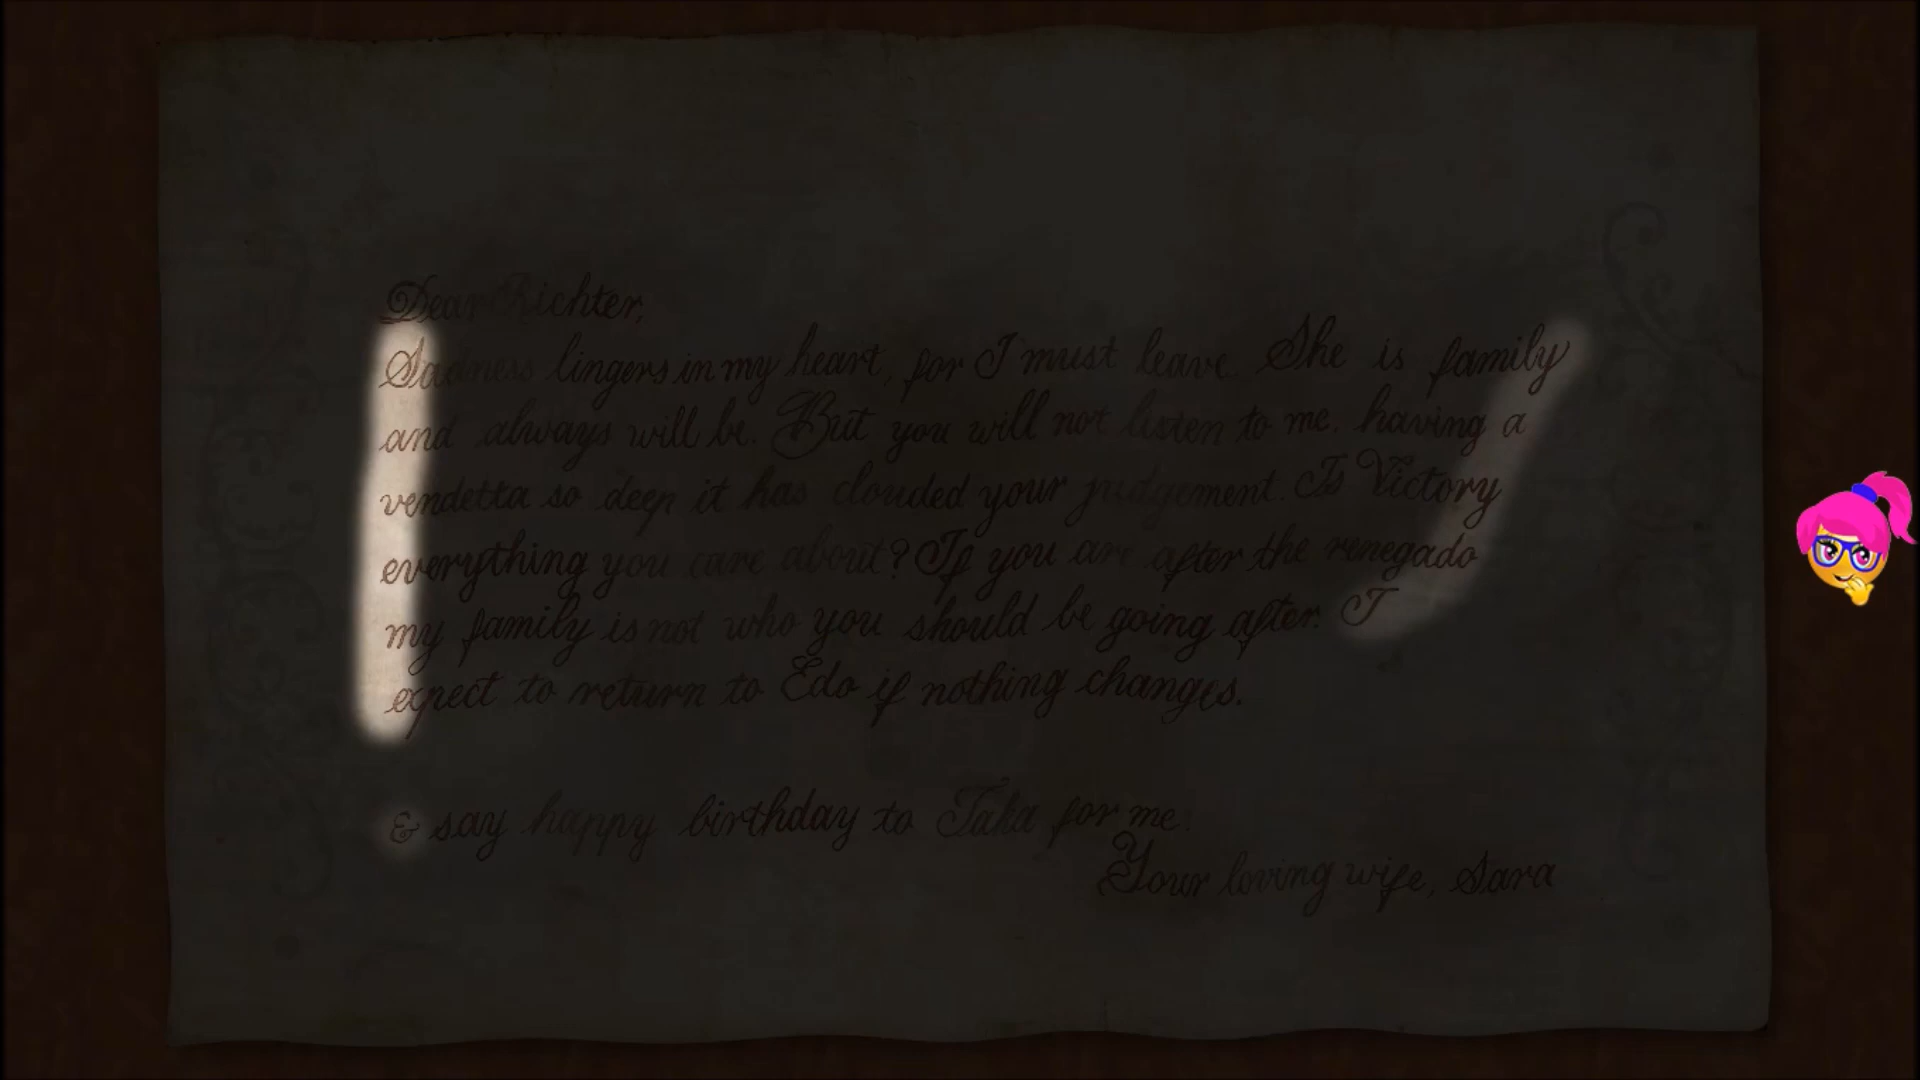 Dear Richter,
Sadness lingers in my heart, for I must leave. She is family
and always will be. But you will not listen to me, having a
vendetta so deep it has clouded your judgement. Is Victory
everything you care about? If you are after the renegado
my family is not who you should be going after. I
expect to return to Edo if nothing changes.
& say happy birthday to Taka for me.
Your loving wife, Sara